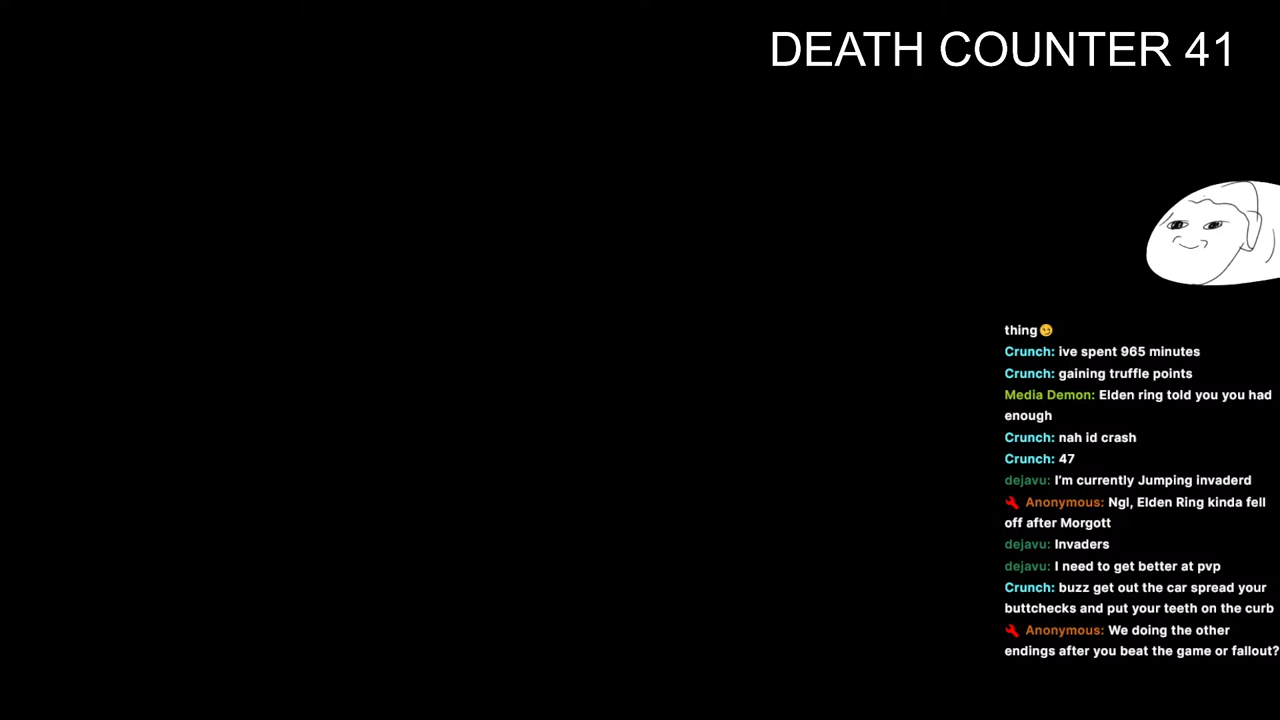 DEATH COUNTER 41
thing😏
Crunch: ive spent 965 minutes
Crunch: gaining truffle points
Media Demon: Elden ring told you you had
enough
Crunch: nah id crash
Crunch: 47
dejavu: I’m currently Jumping invaderd
Anonymous: Ngl, Elden Ring kinda fell
off after Morgott
dejavu: Invaders
dejavu: I need to get better at pvp
Crunch: buzz get out the car spread your
buttchecks and put your teeth on the curb
Anonymous: We doing the other
endings after you beat the game or fallout?